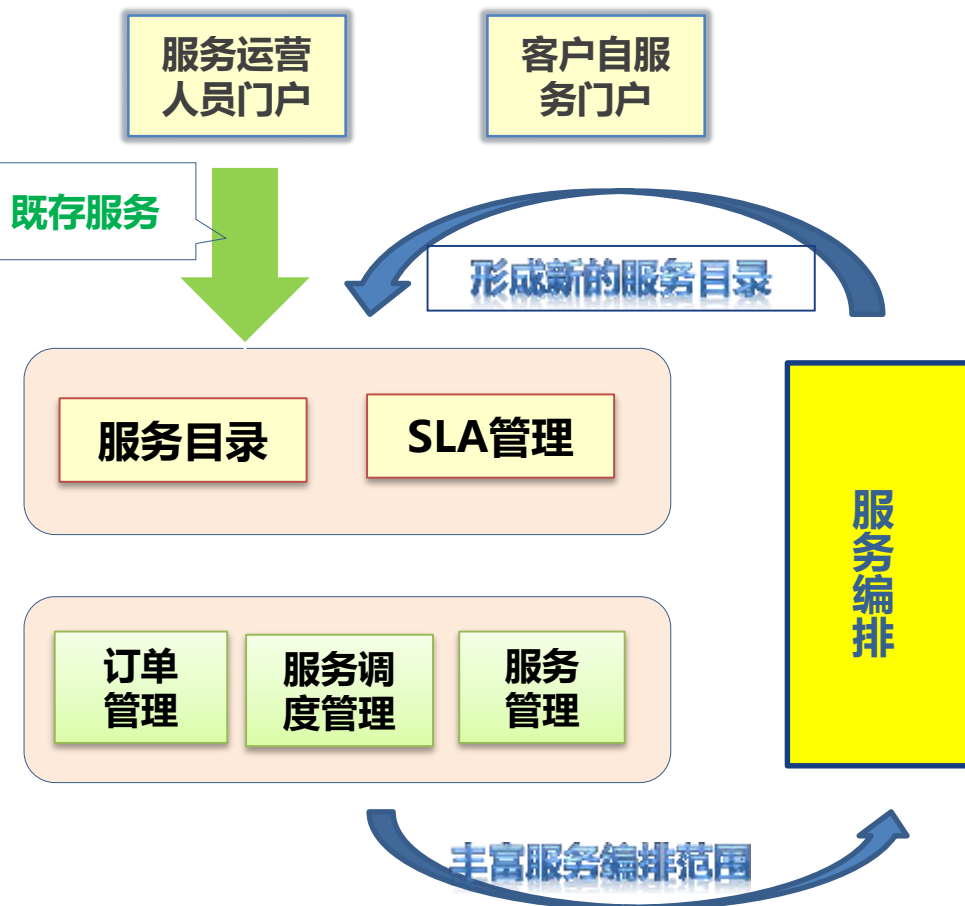 服务运营
人员门户
客户自服
务门户
既存服务
形成新的服务目录
服务目录
SLA管理
服务编排
订单
管理
服务调
度管理
服务
管理
丰富服务编排范围